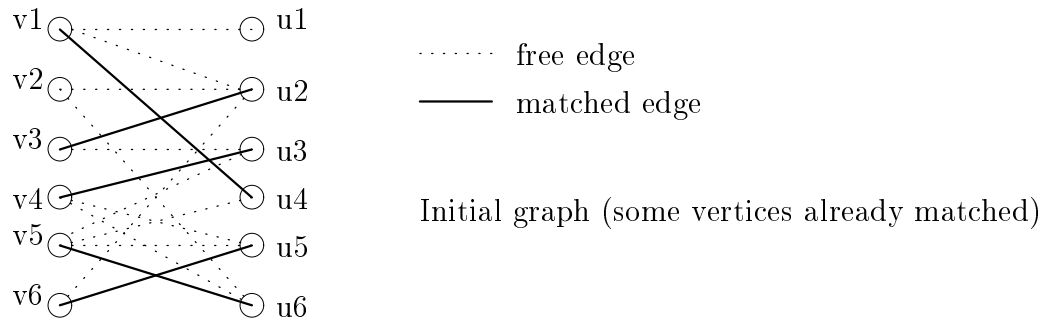 v1 u1
free edge
v2 u2
matched edge
v3 u3
v4 u4
Initial graph (some vertices already matched)
v5 u5
v6 u6